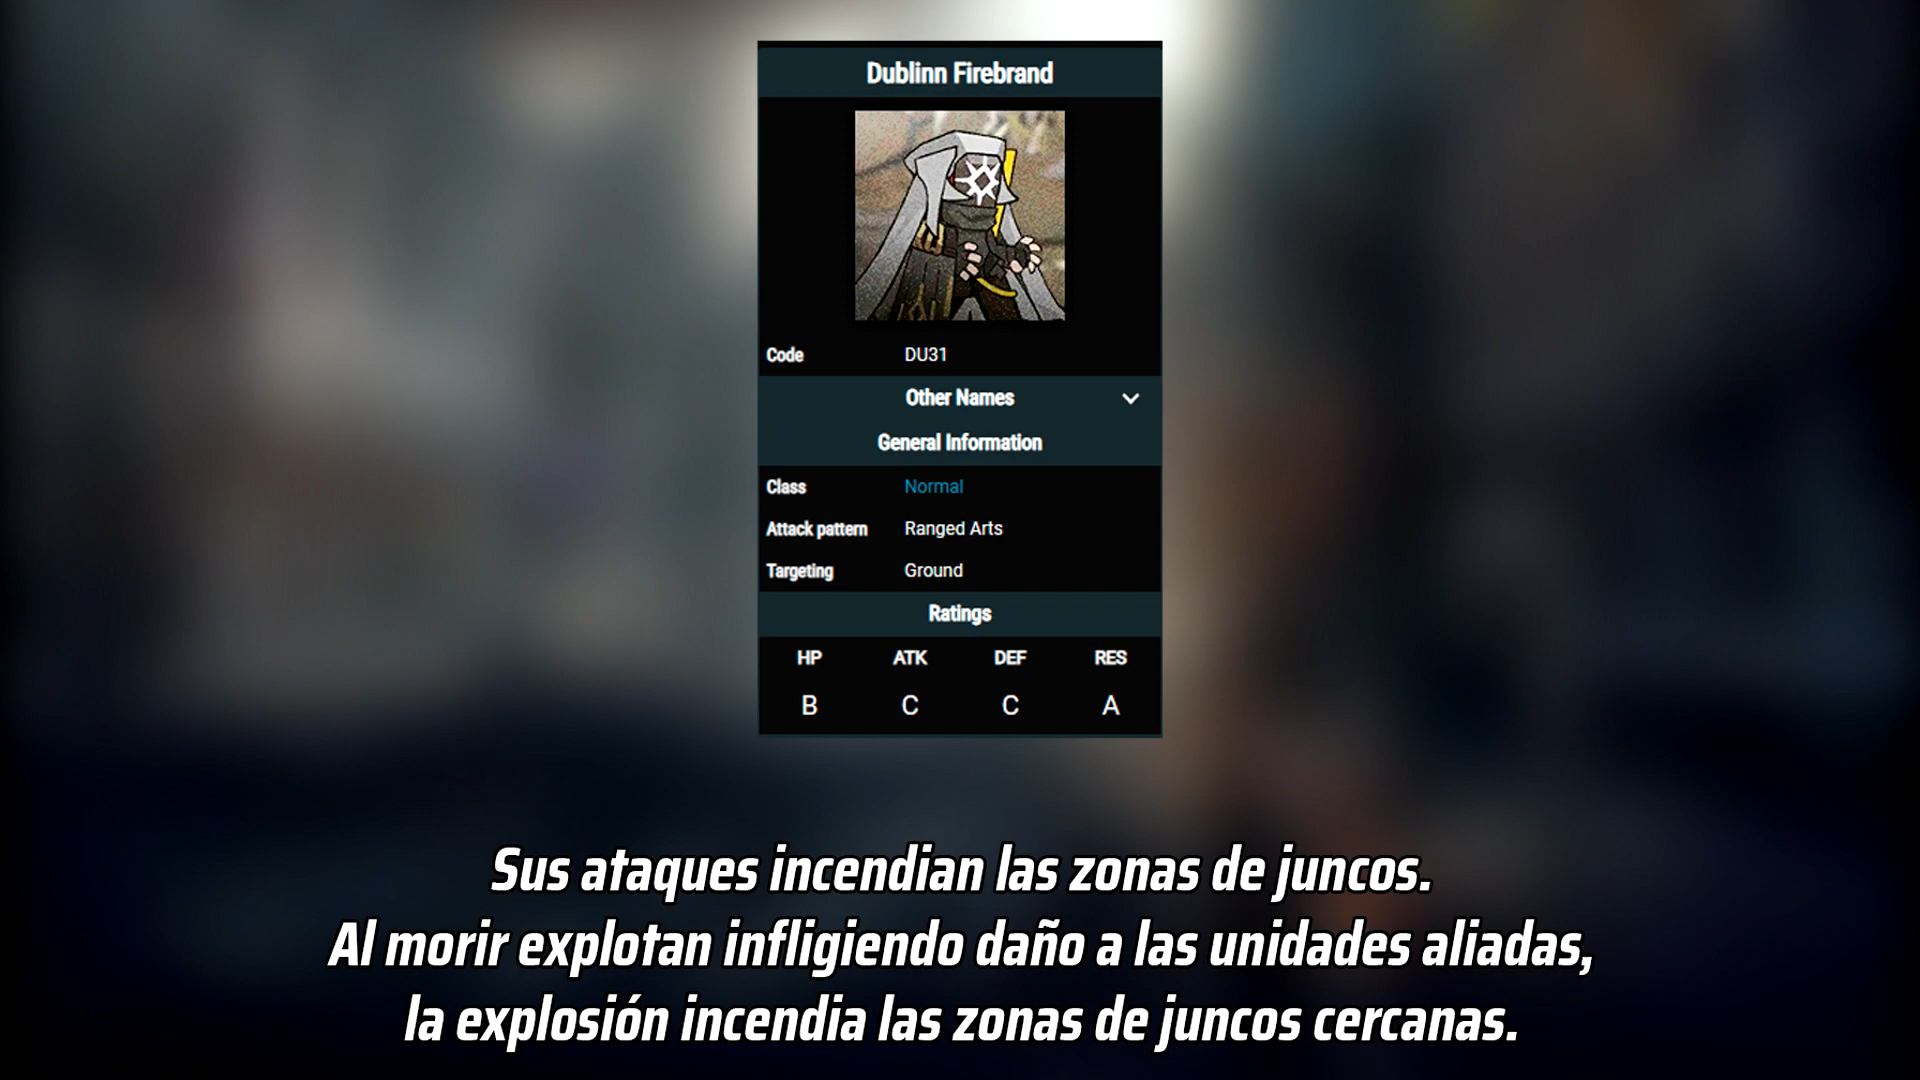 Dublinn Firebrand
Code DU31
Other Names
General Information
Class Normal
Attack pattern Ranged Arts
Targeting Ground
Ratings
HP ATK DEF RES
B C C A
Sus ataques incendian las zonas de juncos.
Al morir explotan infligiendo daño a las unidades aliadas,
la explosión incendia las zonas de juncos cercanas.